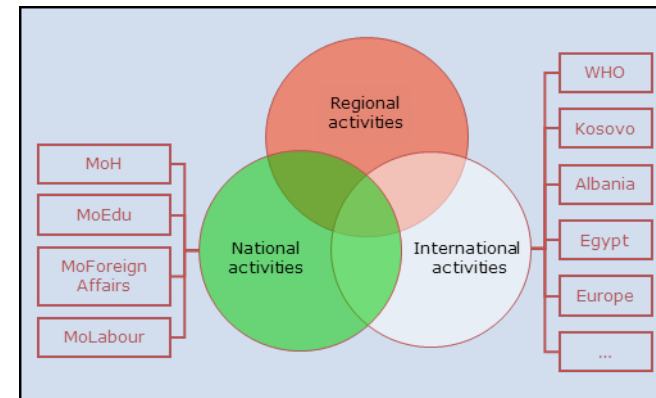 Regional
activities
National
activities
International
activities
MoH
MoEdu
MoForeign
Affairs
MoLabour
WHO
Kosovo
Albania
Egypt
Europe
...